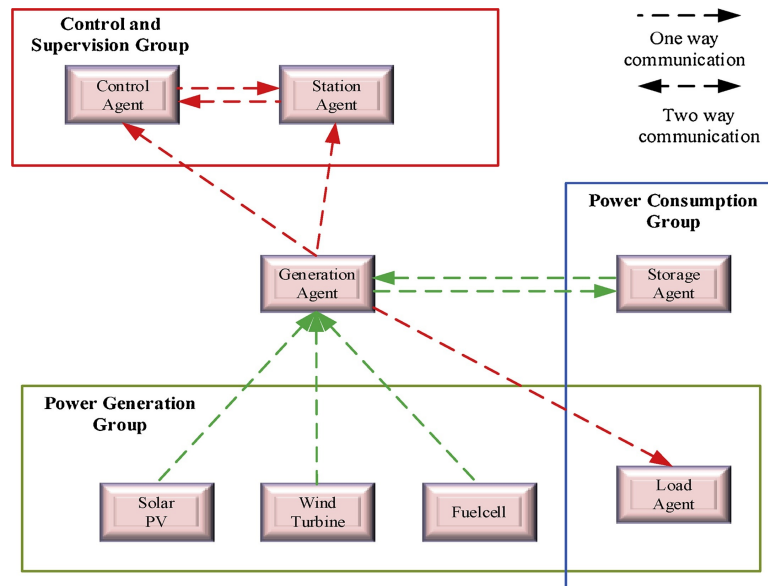 Control and
Supervision Group
Control
Agent
Station
Agent
One way
communication
Two way
communication
Power Consumption
Group
Generation
Agent
Storage
Agent
Power Generation
Group
Solar
PV
Wind
Turbine
Fuelcell
Load
Agent